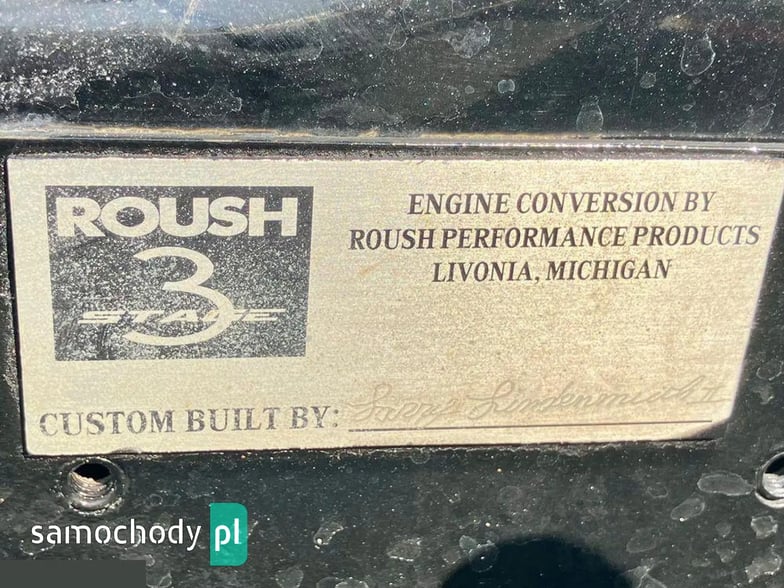 ROUSH
3
STAGE
ENGINE CONVERSION BY
ROUSH PERFORMANCE PRODUCTS
LIVONIA, MICHIGAN
CUSTOM BUILT BY:
samochody pl